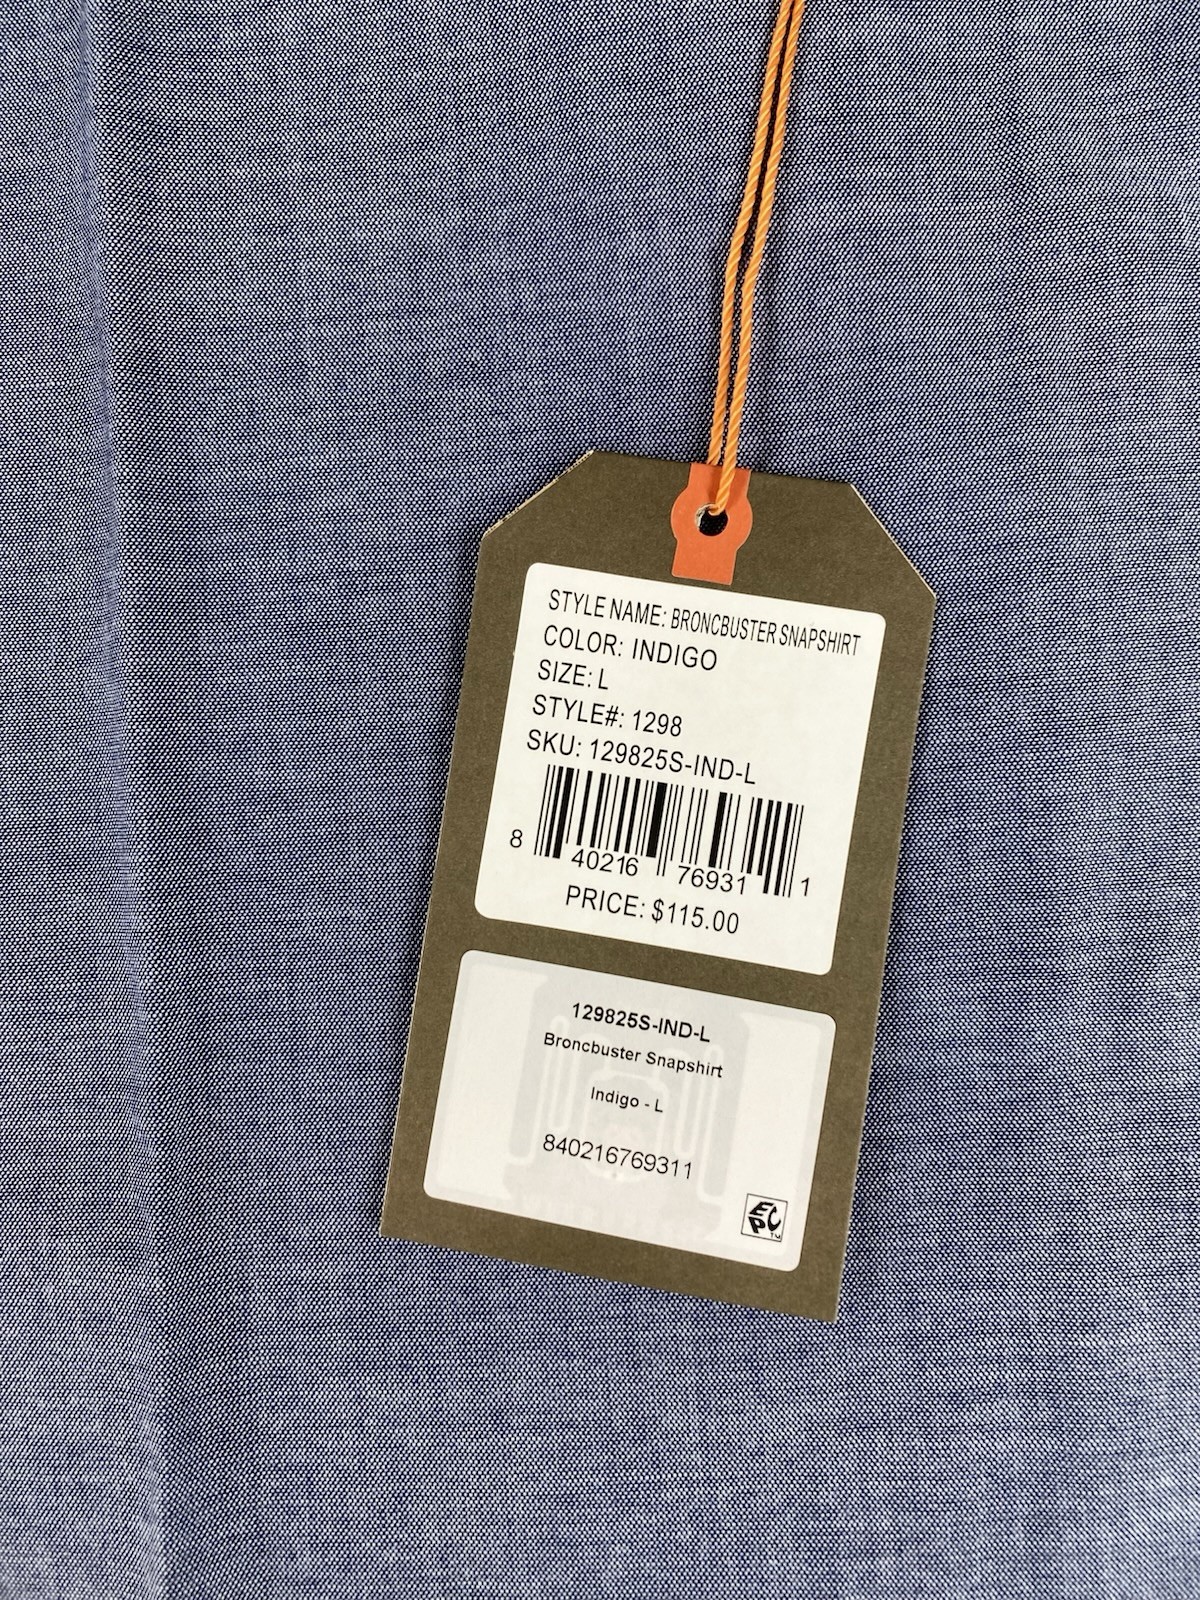 STYLE NAME: BRONCBUSTER SNAPSHIRT
COLOR: INDIGO
SIZE: L
STYLE#: 1298
SKU: 129825S-IND-L
8 40216 76931 1
PRICE: $115.00
129825S-IND-L
Broncbuster Snapshirt
Indigo - L
840216769311
EPC™